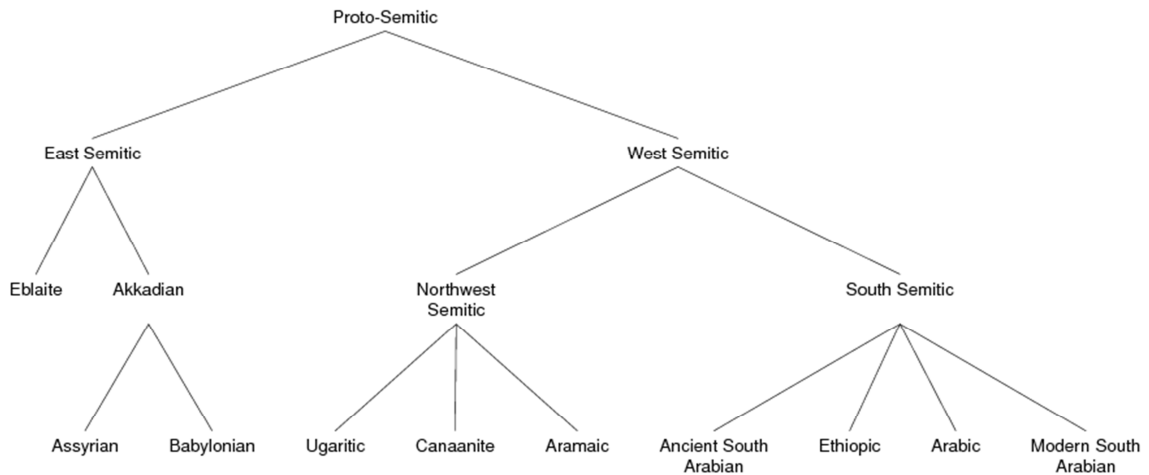 Proto-Semitic
East Semitic
West Semitic
Eblaite
Akkadian
Northwest
Semitic
South Semitic
Assyrian
Babylonian
Ugaritic
Canaanite
Aramaic
Ancient South
Arabian
Ethiopic
Arabic
Modern South
Arabian